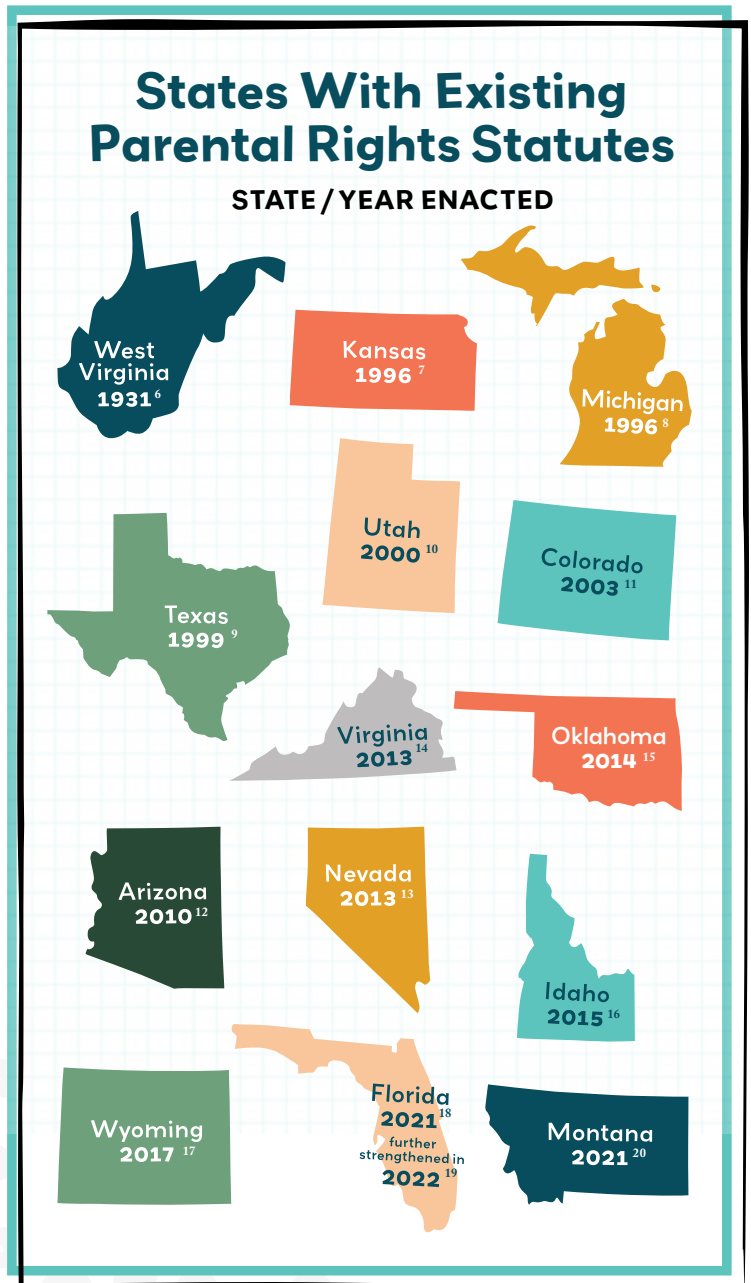 States With Existing
Parental Rights Statutes
STATE / YEAR ENACTED
West
Virginia
1931 6
Kansas
1996 7
Michigan
1996 8
Utah
2000 10
Colorado
2003 11
Texas
1999 9
Virginia
2013 14
Oklahoma
2014 15
Arizona
2010 12
Nevada
2013 13
Idaho
2015 16
Wyoming
2017 17
Florida
2021 18
further
strengthened in
2022 19
Montana
2021 20